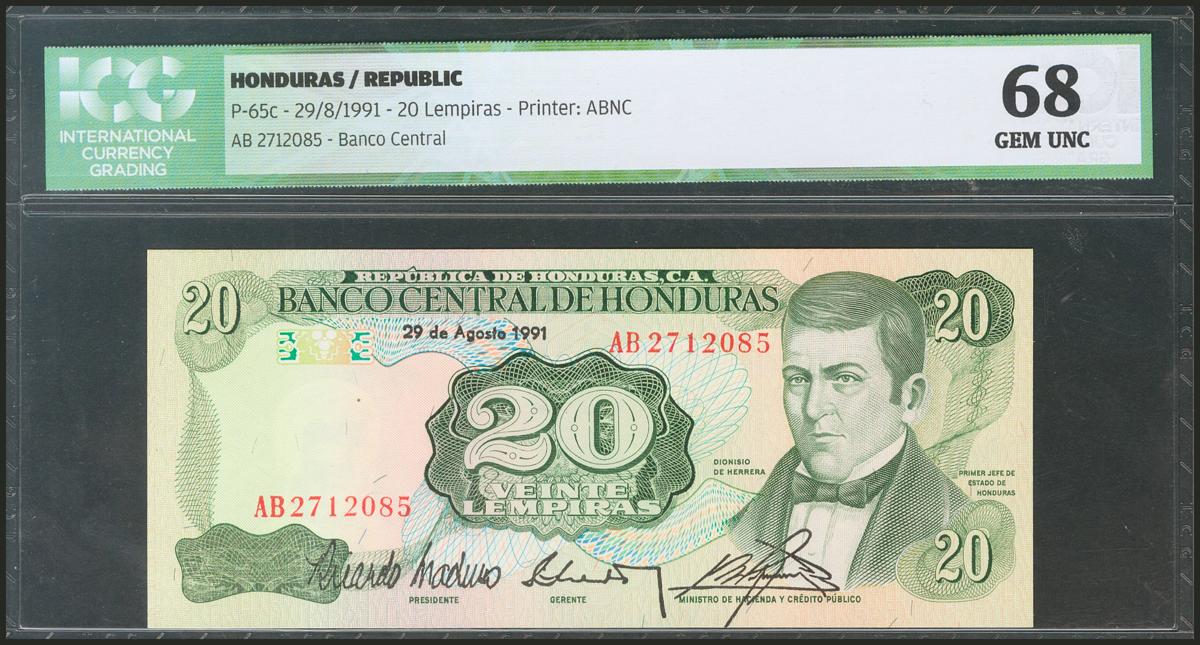 ICG
INTERNATIONAL
CURRENCY
GRADING
HONDURAS / REPUBLIC
P-65c - 29/8/1991 - 20 Lempiras - Printer: ABNC
AB 2712085 - Banco Central
68
GEM UNC
REPÚBLICA DE HONDURAS, C.A.
BANCO CENTRAL DE HONDURAS
20
20
29 de Agosto 1991
AB 2712085
20
VEINTE
LEMPIRAS
DIONISIO
DE HERRERA
PRIMER JEFE DE
ESTADO DE
HONDURAS
AB 2712085
20
Ricardo Maduro
PRESIDENTE
GERENTE
MINISTRO DE HACIENDA Y CRÉDITO PÚBLICO